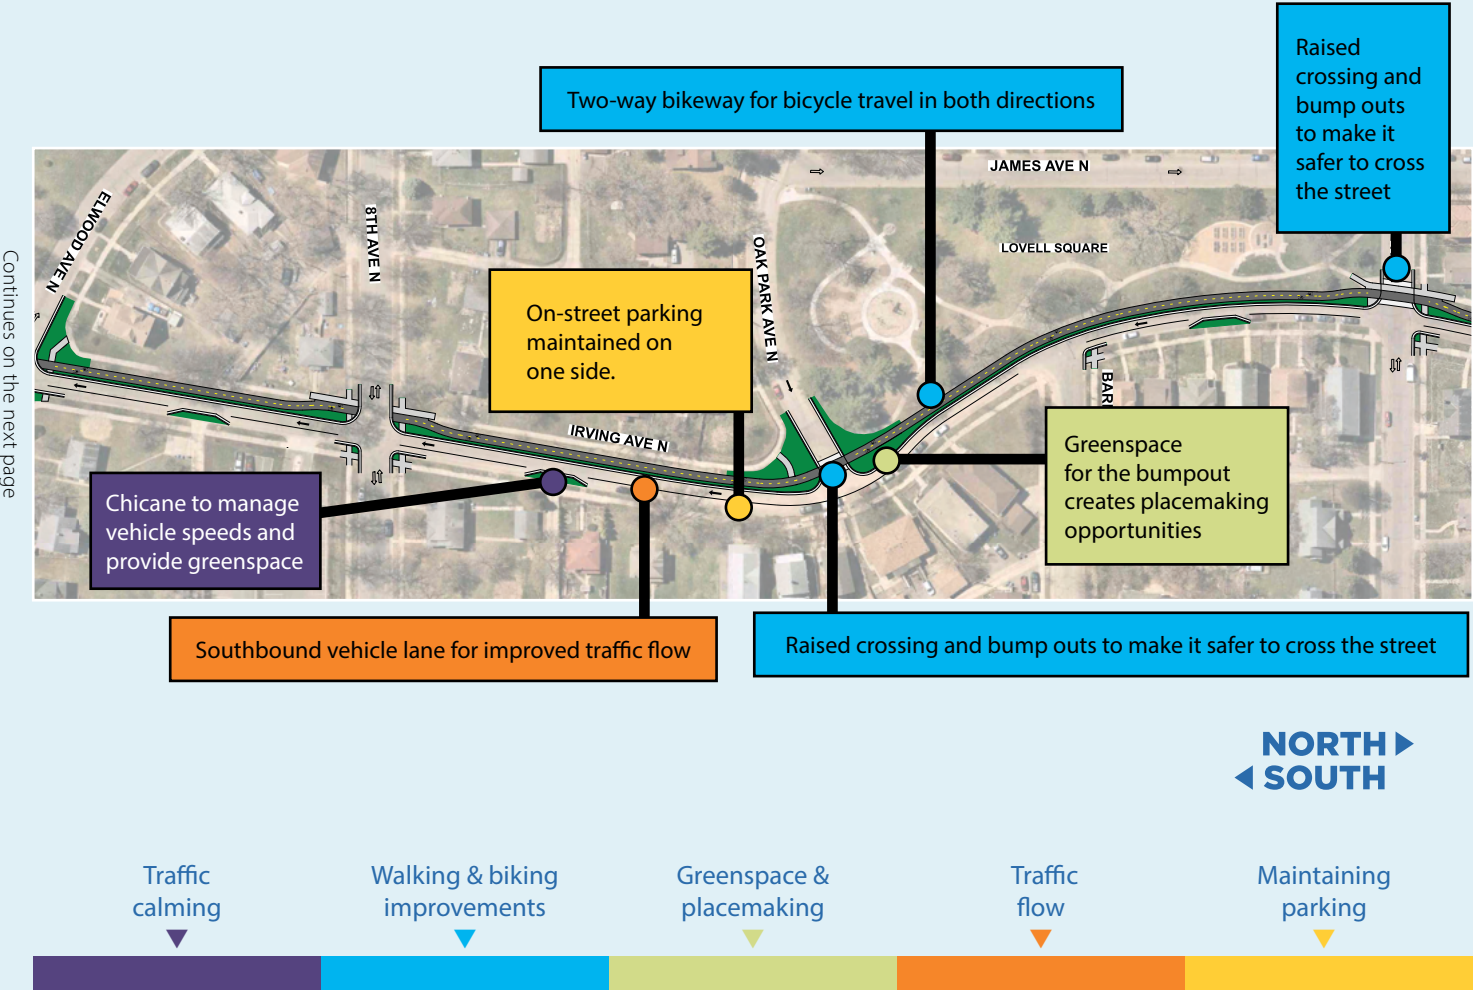 Raised
crossing and
bump outs
to make it
safer to cross
the street
Two-way bikeway for bicycle travel in both directions
JAMES AVE N
ELWOOD AVE N
8TH AVE N
OAK PARK AVE N
LOVELL SQUARE
Continues on the next page
On-street parking
maintained on
one side.
IRVING AVE N
Greenspace
for the bumpout
creates placemaking
opportunities
Chicane to manage
vehicle speeds and
provide greenspace
Southbound vehicle lane for improved traffic flow
Raised crossing and bump outs to make it safer to cross the street
NORTH
SOUTH
Traffic
calming
Walking & biking
improvements
Greenspace &
placemaking
Traffic
flow
Maintaining
parking